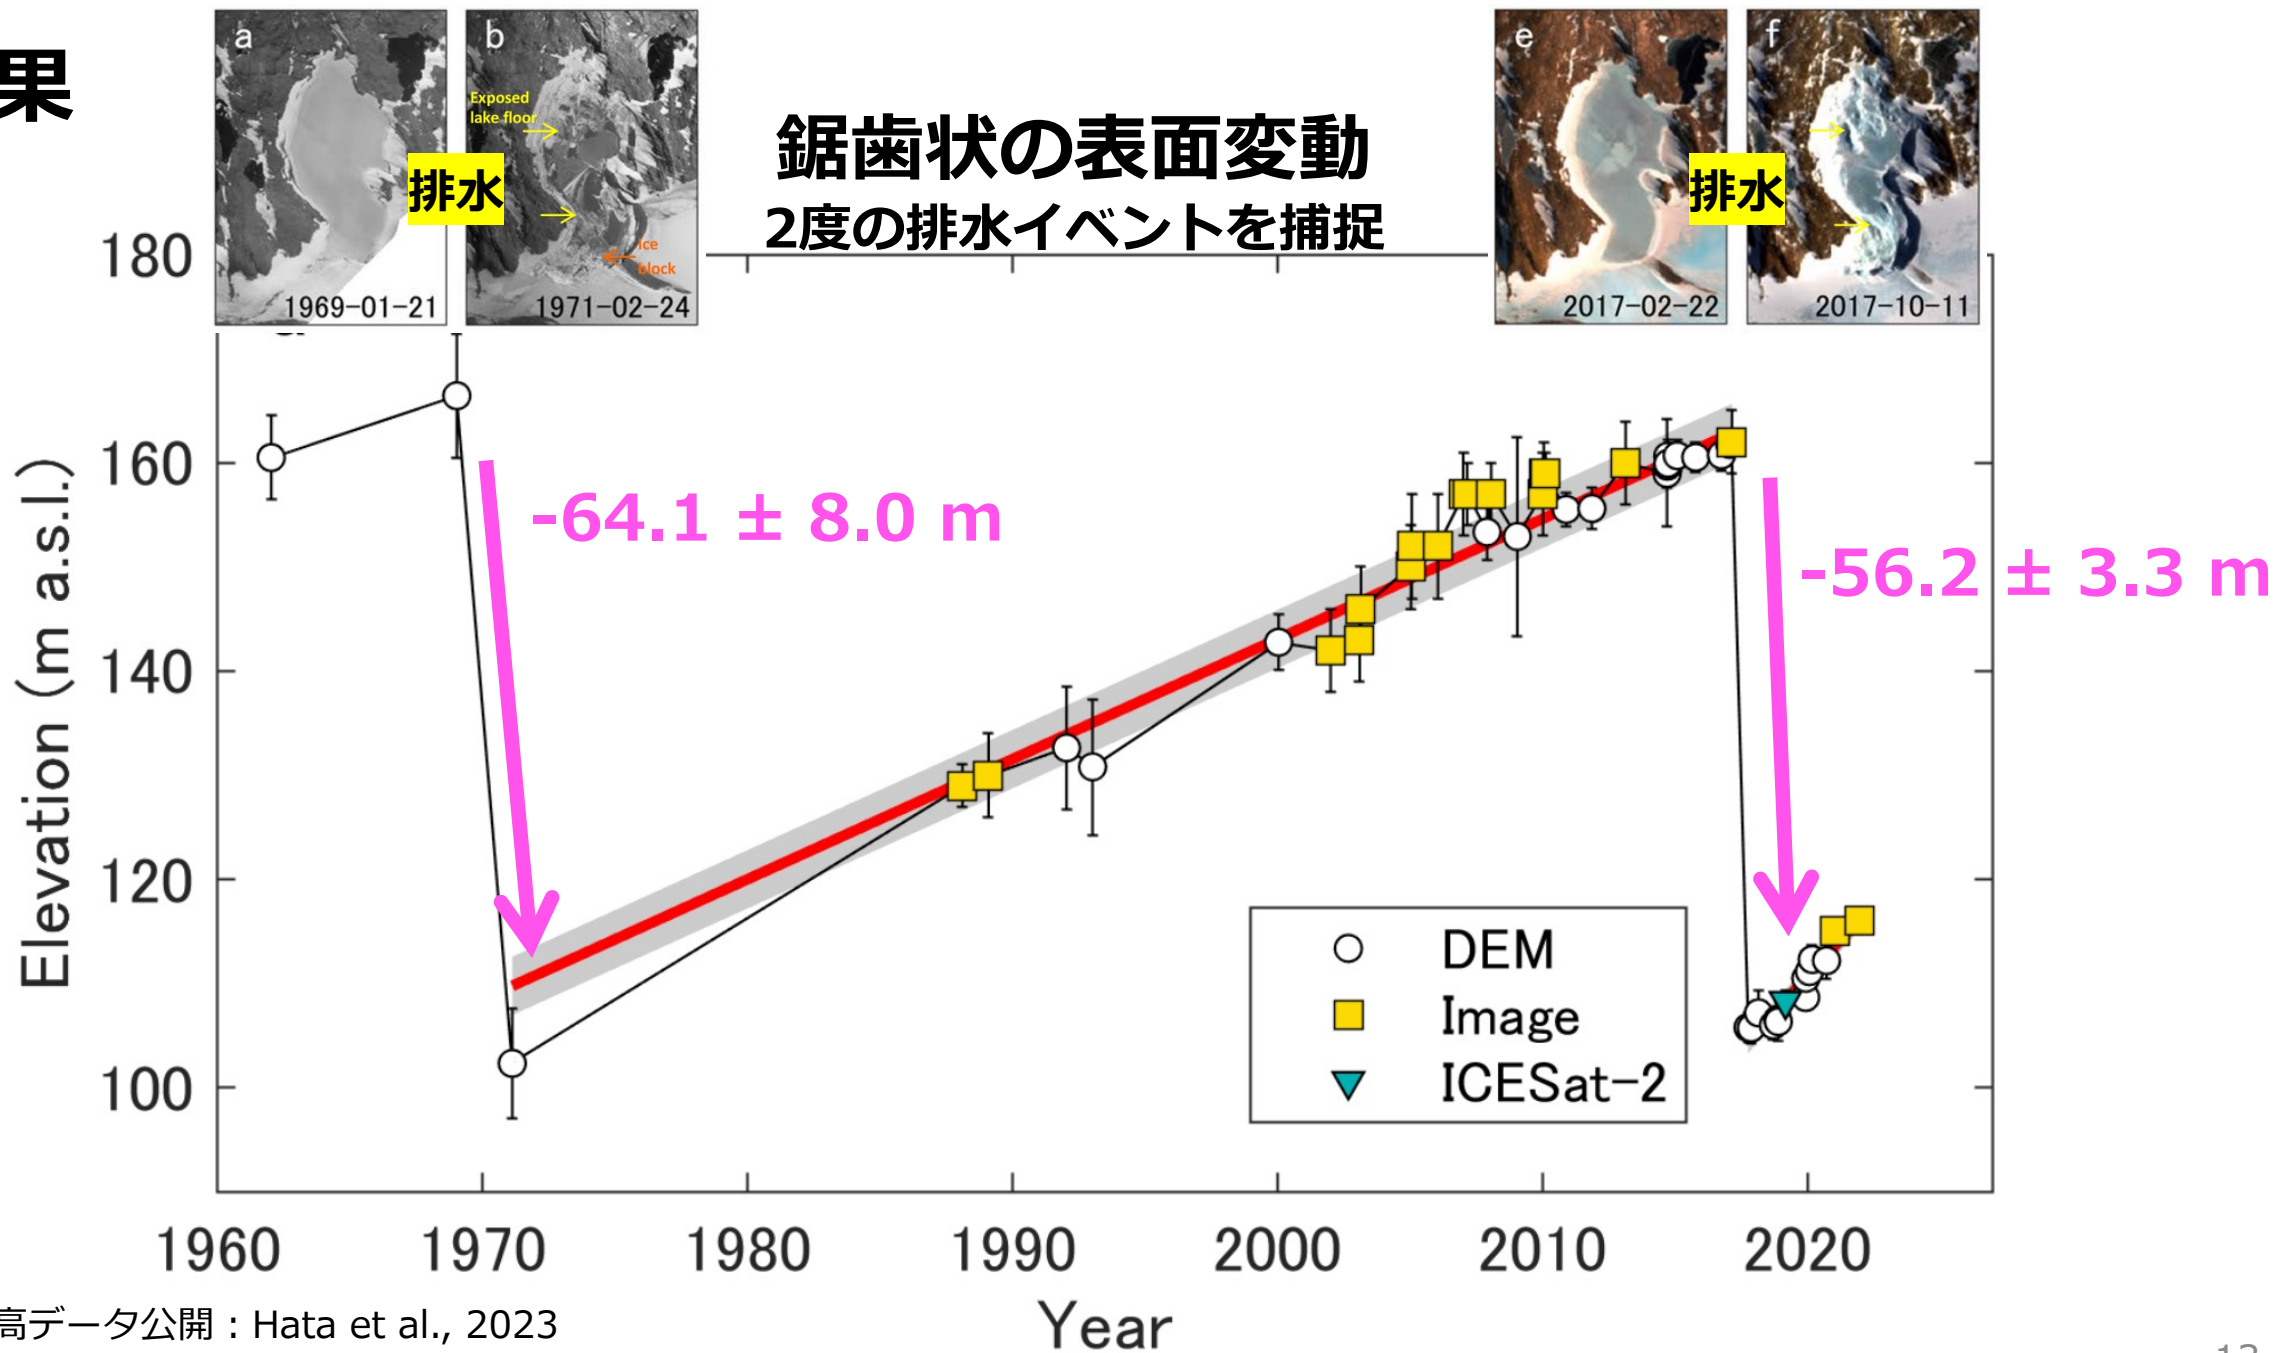 果
a
b
Exposed
lake floor
Ice
block
排水
1969-01-21
1971-02-24
鋸歯状の表面変動
2度の排水イベントを捕捉
e
f
排水
2017-02-22
2017-10-11
180
160
140
120
100
Elevation (m a.s.l.)
-64.1 ± 8.0 m
-56.2 ± 3.3 m
DEM
Image
ICESat-2
1960
1970
1980
1990
2000
2010
2020
Year
高データ公開：Hata et al., 2023